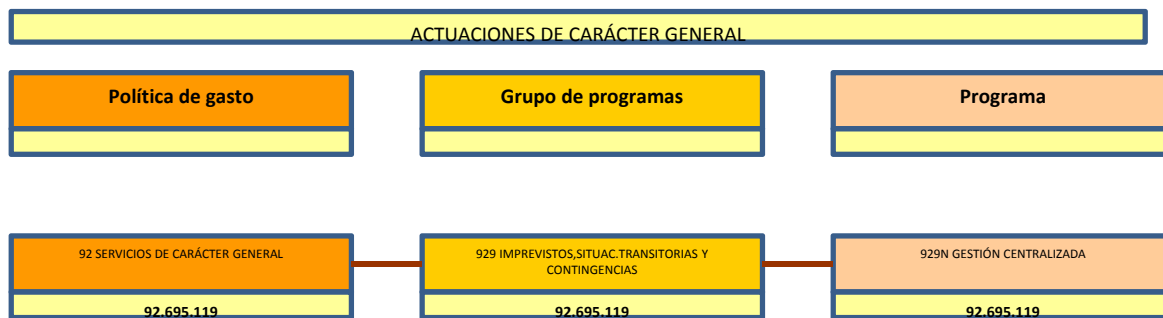 ACTUACIONES DE CARÁCTER GENERAL
Política de gasto
Grupo de programas
Programa
92 SERVICIOS DE CARÁCTER GENERAL
929 IMPREVISTOS,SITUAC.TRANSITORIAS Y
CONTINGENCIAS
929N GESTIÓN CENTRALIZADA
92.695.119
92.695.119
92.695.119